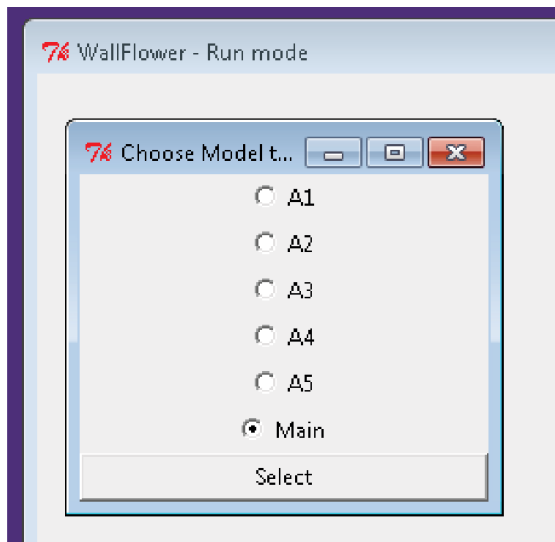 WallFlower - Run mode
Choose Model t...
A1
A2
A3
A4
A5
Main
Select